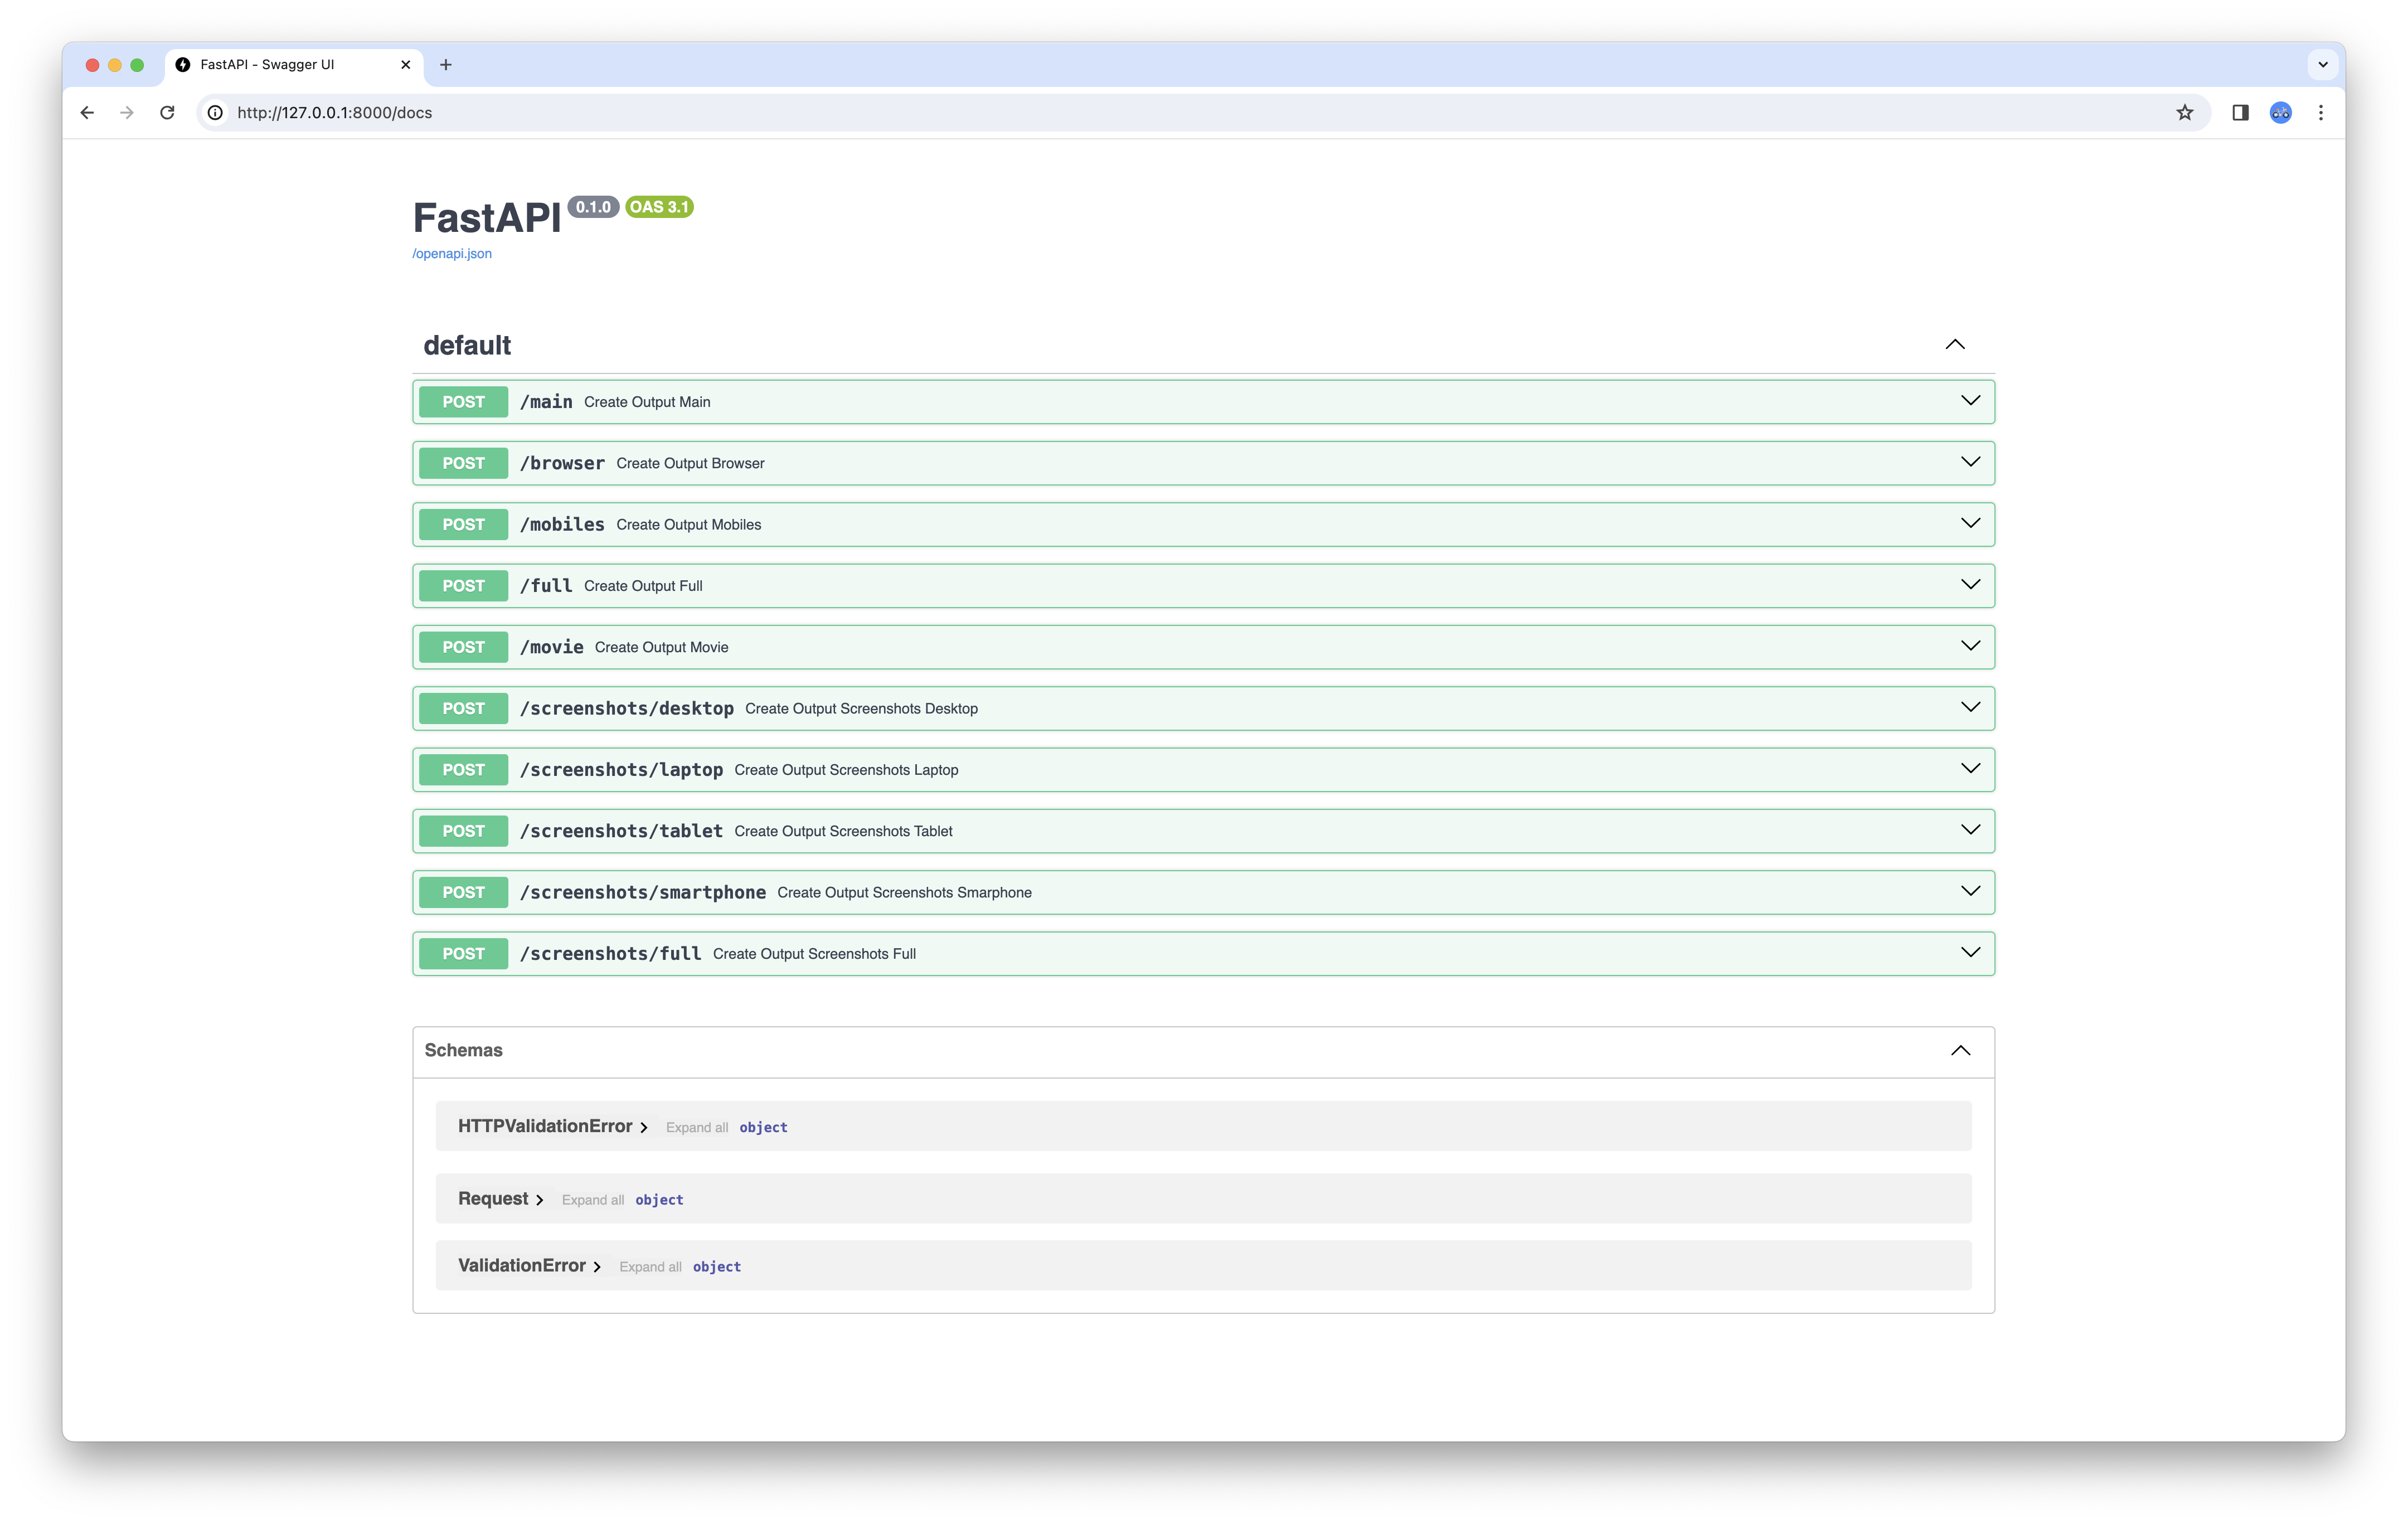 FastAPI - Swagger UI
http://127.0.0.1:8000/docs
FastAPI 0.1.0 OAS 3.1
/openapi.json
default
POST /main Create Output Main
POST /browser Create Output Browser
POST /mobiles Create Output Mobiles
POST /full Create Output Full
POST /movie Create Output Movie
POST /screenshots/desktop Create Output Screenshots Desktop
POST /screenshots/laptop Create Output Screenshots Laptop
POST /screenshots/tablet Create Output Screenshots Tablet
POST /screenshots/smartphone Create Output Screenshots Smarphone
POST /screenshots/full Create Output Screenshots Full
Schemas
HTTPValidationError Expand all object
Request Expand all object
ValidationError Expand all object